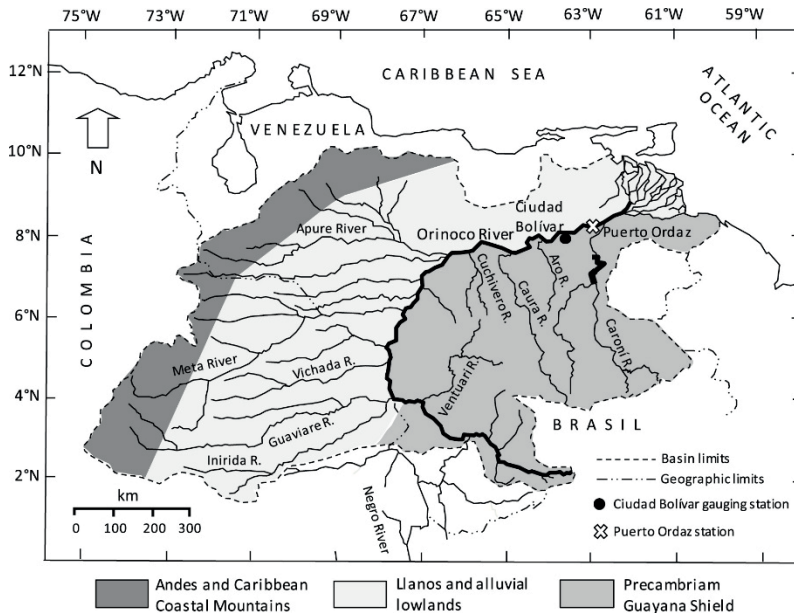 75°W 73°W 71°W 69°W 67°W 65°W 63°W 61°W 59°W
12°N
10°N
8°N
6°N
4°N
2°N
CARIBBEAN SEA
ATLANTIC
OCEAN
VENEZUELA
N
COLOMBIA
Apure River
Orinoco River
Ciudad
Bolívar
Puerto Ordaz
Cuchivero R.
Caura R.
Aro R.
Caroní R.
Meta River
Vichada R.
Ventuari R.
Guaviare R.
Inirida R.
BRASIL
Negro River
km
0 100 200 300
Basin limits
Geographic limits
Ciudad Bolívar gauging station
Puerto Ordaz station
Andes and Caribbean
Coastal Mountains
Llanos and alluvial
lowlands
Precambriam
Guayana Shield